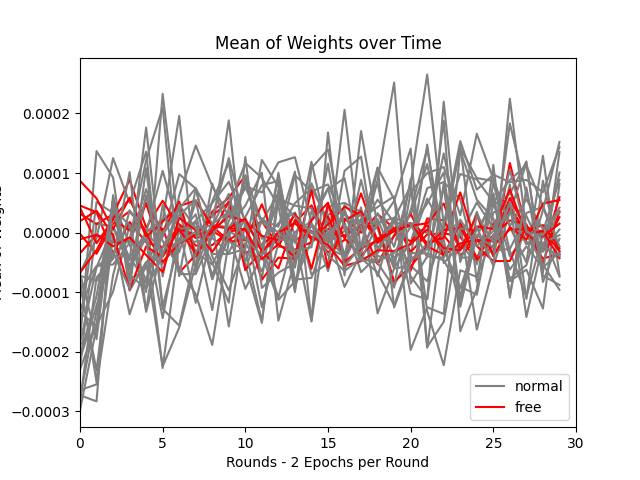 Mean of Weights over Time
0.0002
0.0001
0.0000
−0.0001
−0.0002
−0.0003
0 5 10 15 20 25 30
Rounds - 2 Epochs per Round
normal
free